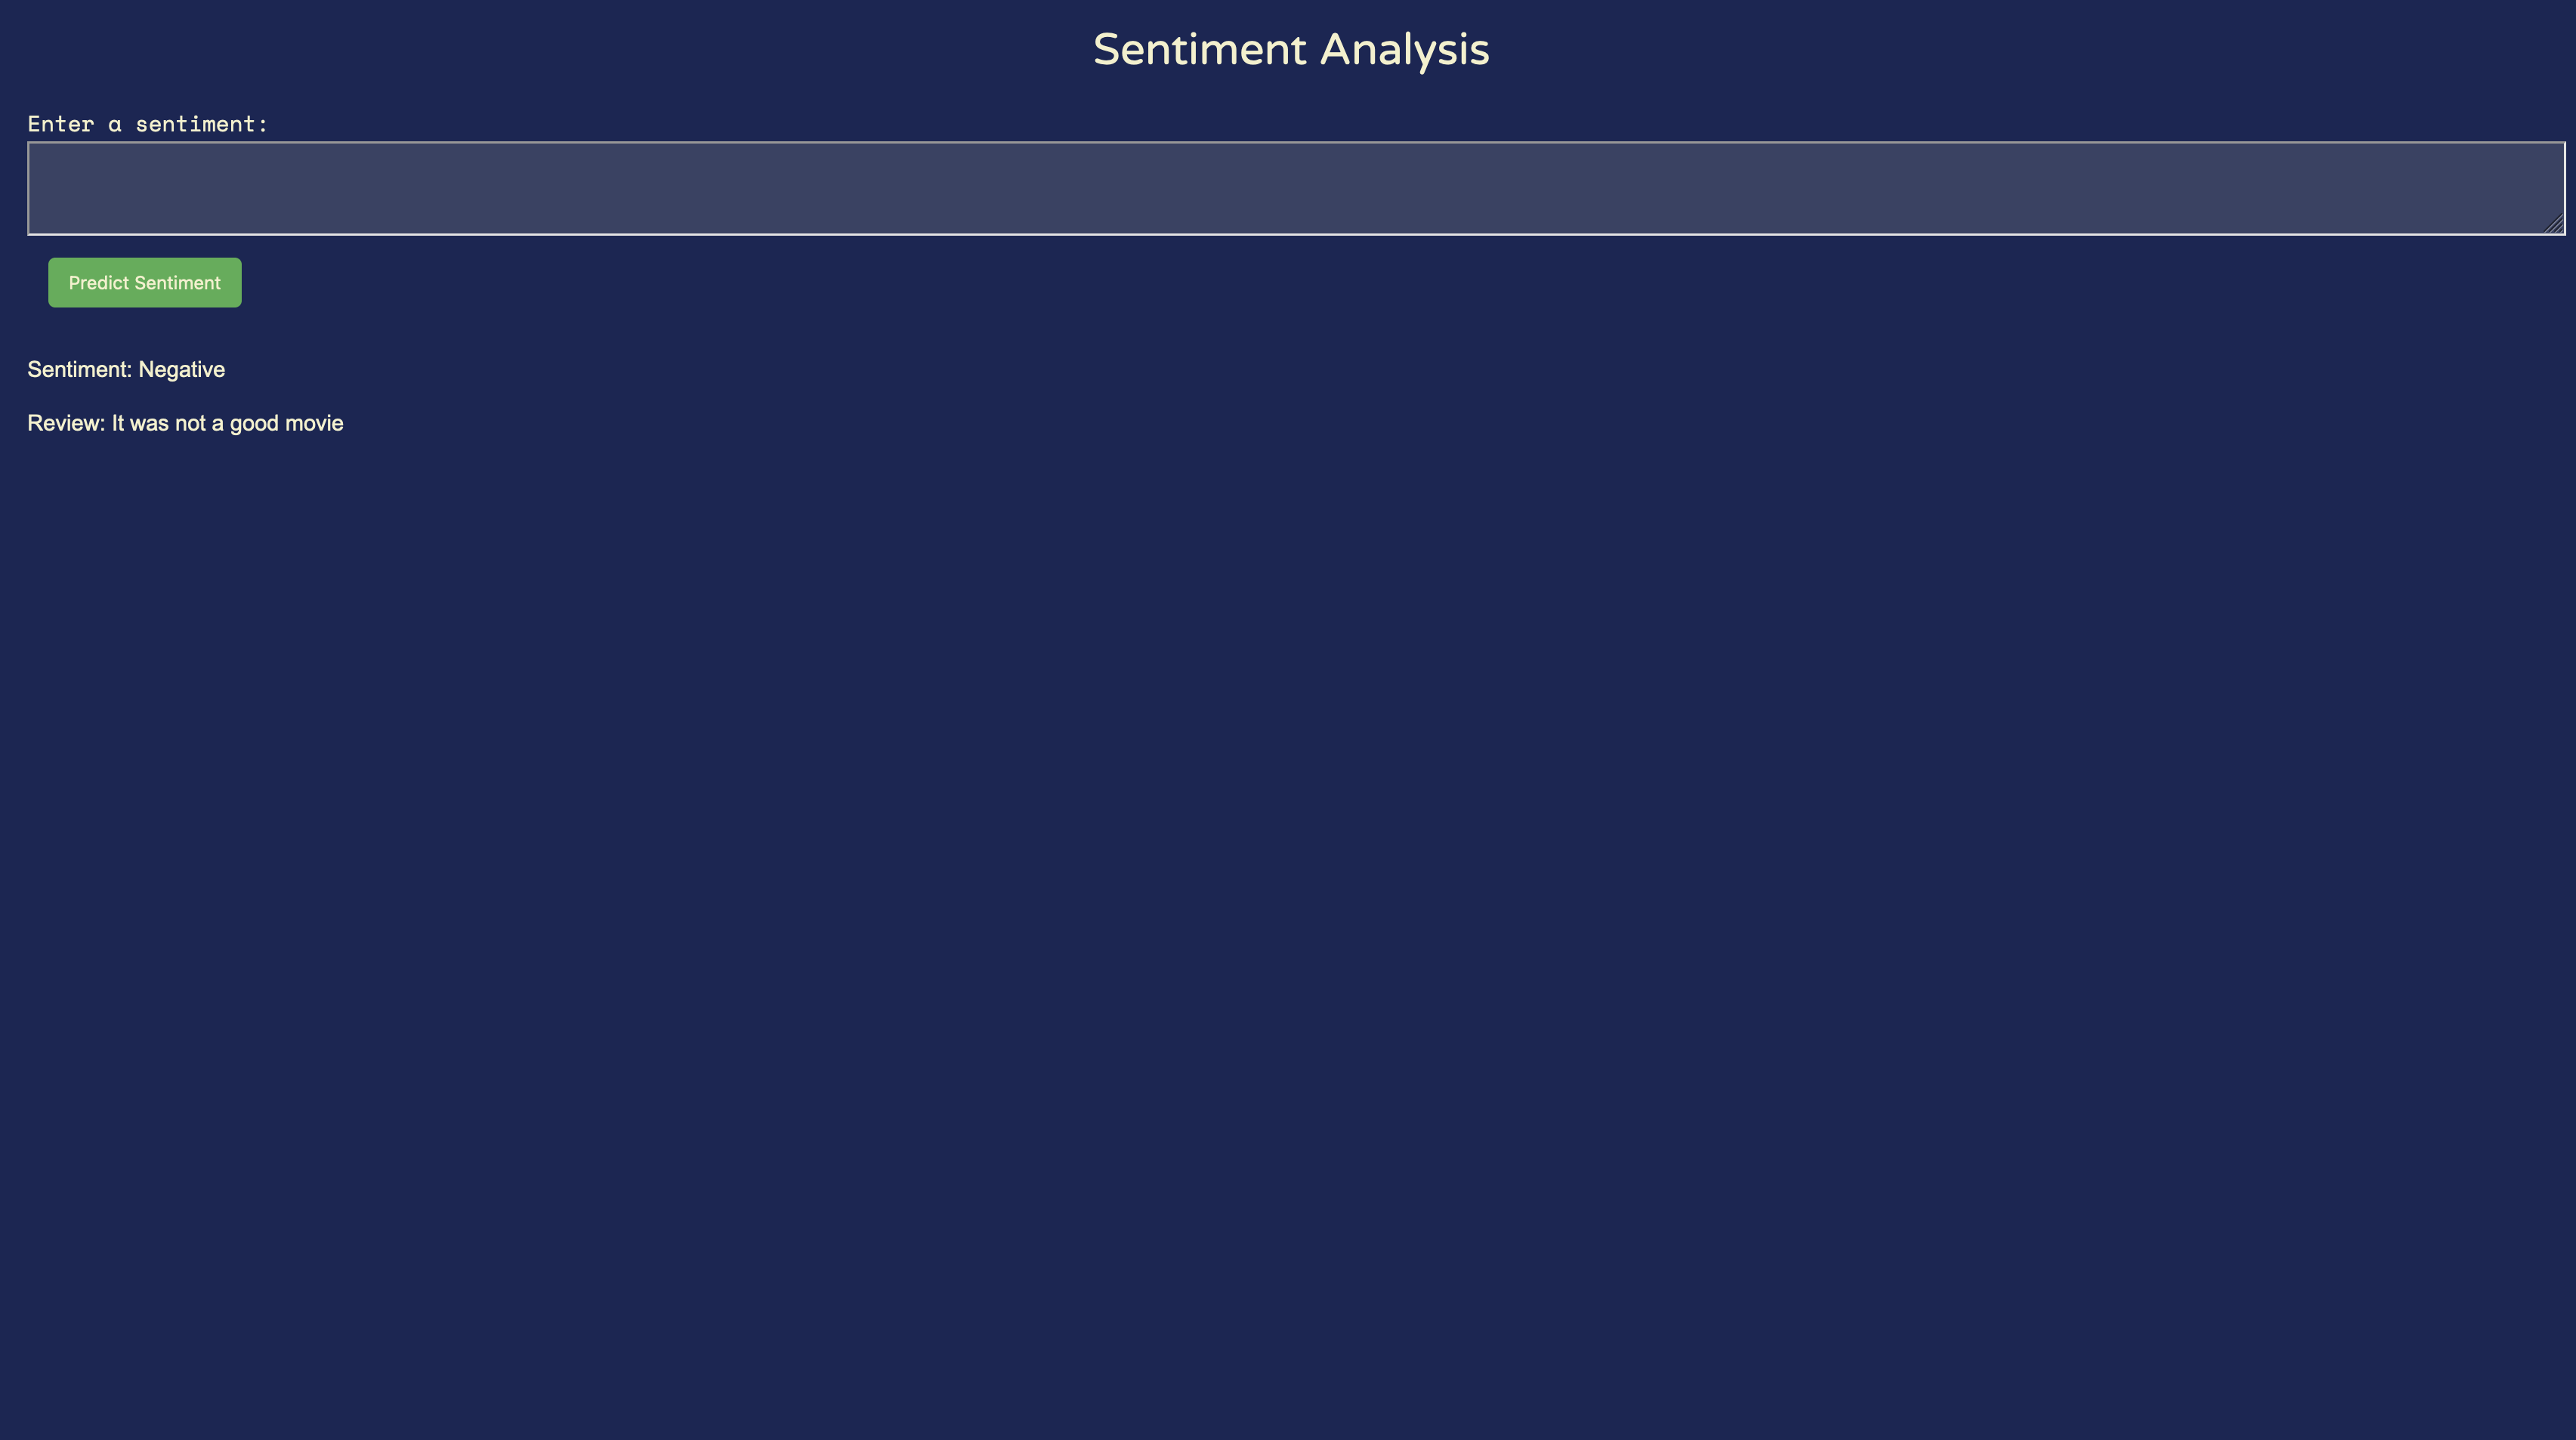 Sentiment Analysis
Enter a sentiment:
Predict Sentiment
Sentiment: Negative
Review: It was not a good movie